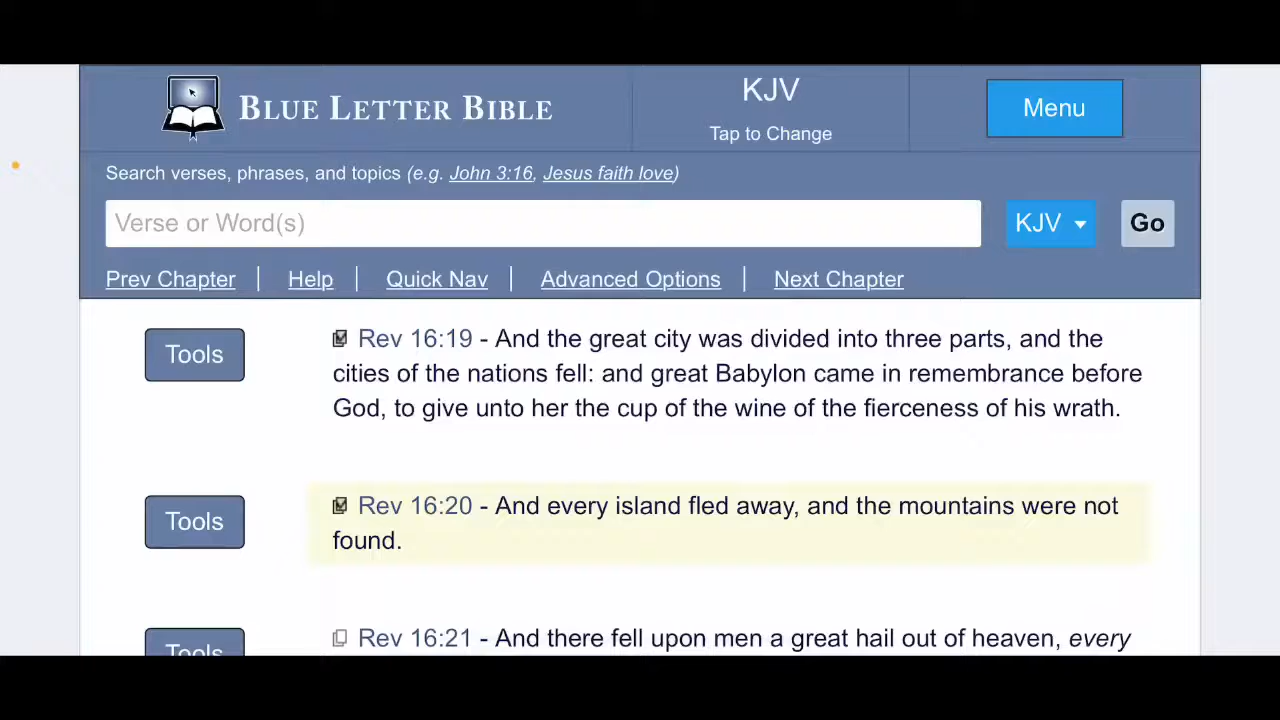 BLUE LETTER BIBLE
KJV
Tap to Change
Menu
Search verses, phrases, and topics (e.g. John 3:16, Jesus faith love)
Verse or Word(s)
KJV
Go
Prev Chapter | Help | Quick Nav | Advanced Options | Next Chapter
Tools
Rev 16:19 - And the great city was divided into three parts, and the
cities of the nations fell: and great Babylon came in remembrance before
God, to give unto her the cup of the wine of the fierceness of his wrath.
Tools
Rev 16:20 - And every island fled away, and the mountains were not
found.
Tools
Rev 16:21 - And there fell upon men a great hail out of heaven, every